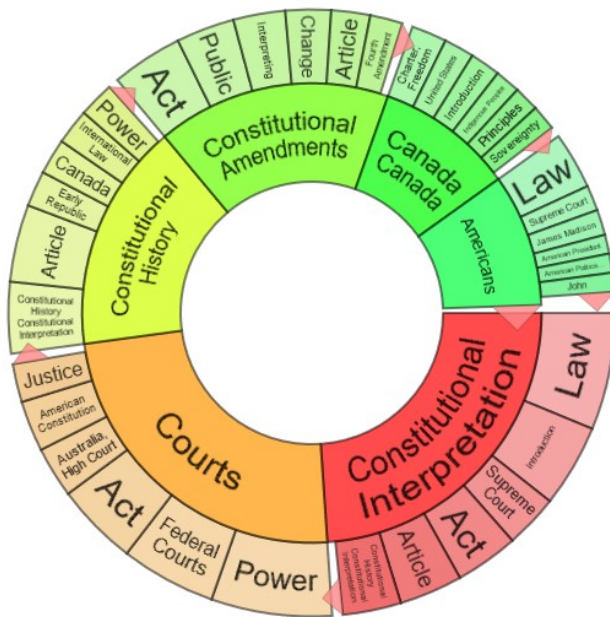 Act
Public
Interpreting
Change
Article
Fourth
Amendment
Charter,
Freedom
United States
Introduction
Indigenous Peoples
Principles
Sovereignty
Law
Supreme Court
James Madison
American President
American Politics
John
Law
Introduction
Supreme
Court
Act
Article
Constitutional
History
Constitutional
Interpretation
Power
Federal
Courts
Act
Australia,
High Court
American
Constitution
Justice
Constitutional
History
Constitutional
Interpretation
Article
Early
Republic
Canada
International
Law
Power
Constitutional
Amendments
Canada
Canada
Americans
Constitutional
Interpretation
Courts
Constitutional
History